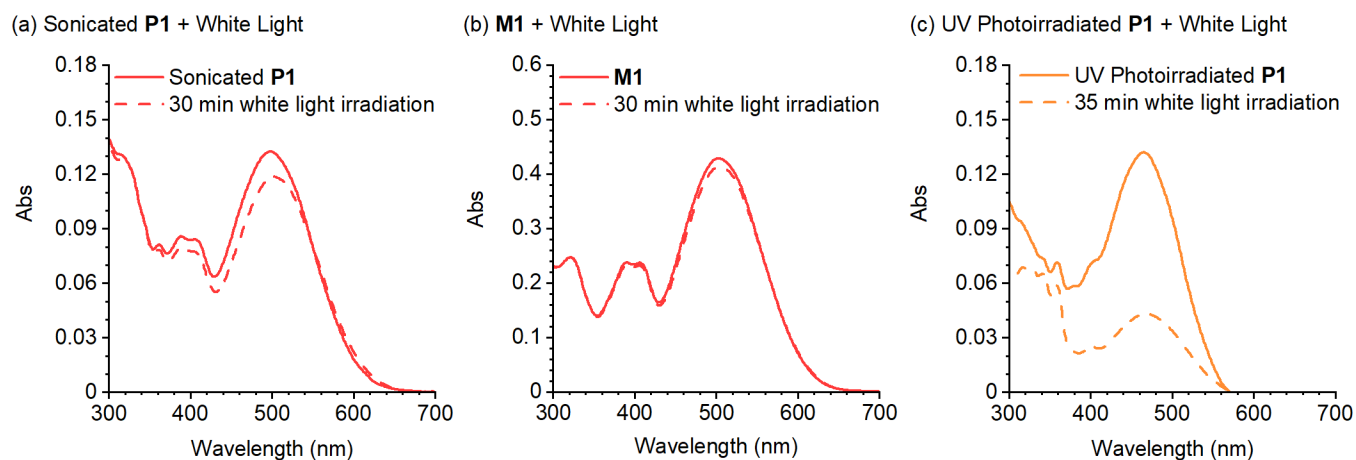 (a) Sonicated P1 + White Light
0.18
0.15
0.12
0.09
0.06
0.03
0
Abs
Sonicated P1
30 min white light irradiation
300 400 500 600 700
Wavelength (nm)
(b) M1 + White Light
0.6
0.5
0.4
0.3
0.2
0.1
0
Abs
M1
30 min white light irradiation
300 400 500 600 700
Wavelength (nm)
(c) UV Photoirradiated P1 + White Light
0.18
0.15
0.12
0.09
0.06
0.03
0
Abs
UV Photoirradiated P1
35 min white light irradiation
300 400 500 600 700
Wavelength (nm)